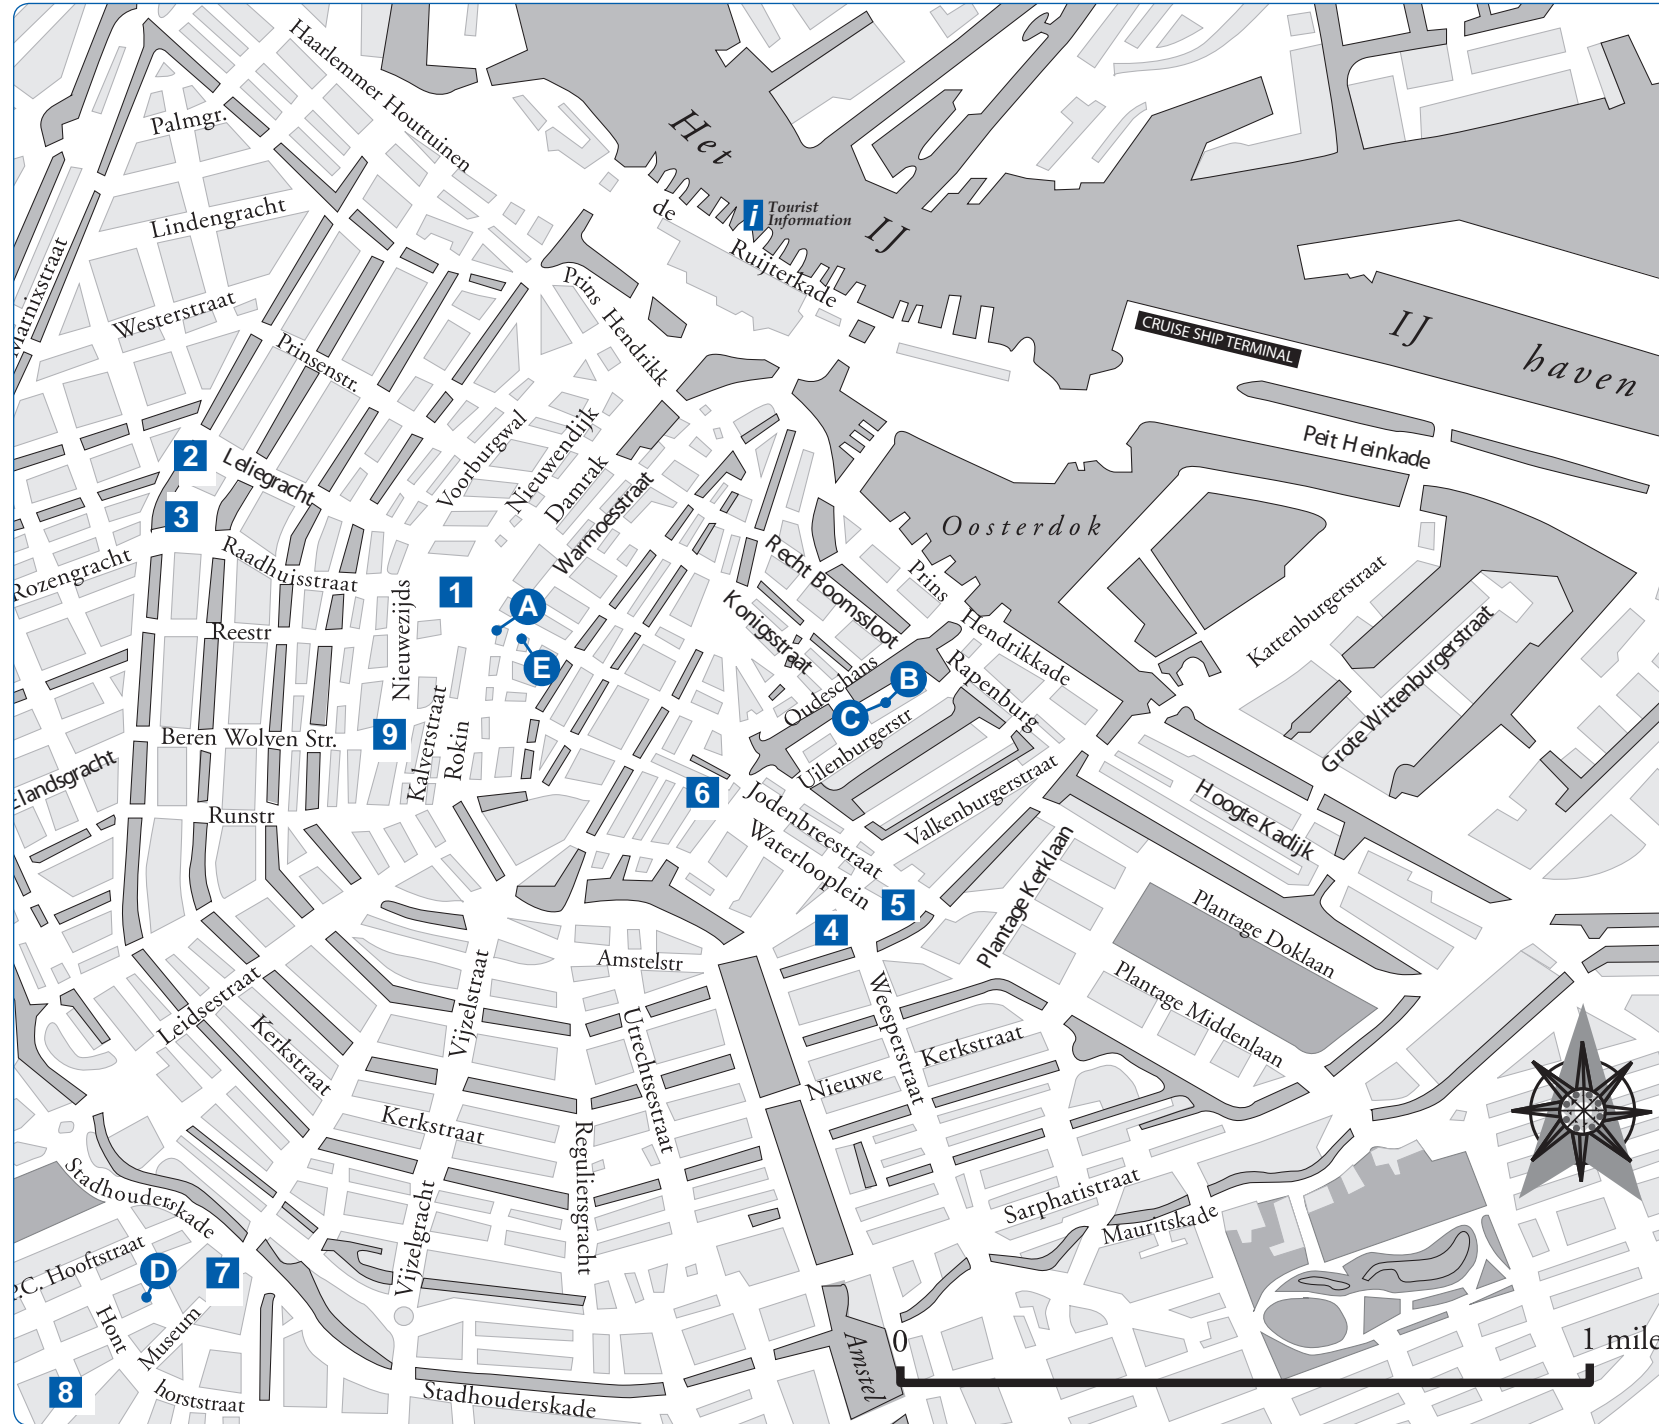 Haarlemmer Houttuinen
Palmgr.
Het
IJ
de
i
Tourist
Information
Ruijterkade
Lindengracht
Marnixstraat
Westerstraat
Prins
Hendrikk
Prinsenstr.
CRUISE SHIP TERMINAL
IJ
haven
Peit Heinkade
2
Leliegracht
3
Voorburgwal
Nieuwendijk
Damrak
Warmoesstraat
Oosterdok
Rozengracht
Raadhuisstraat
1
A
E
Recht Boomssloot
Konigsstraat
Prins
Hendrikkade
Kattenburgerstraat
Grote Wittenburgerstraat
Reestr
Nieuwezijds
Oudeschans
B
C
Rapenburg
Uilenburgerstr
Beren Wolven Str.
9
Kalverstraat
Rokin
landsgracht
6
Jodenbreestraat
Valkenburgerstraat
Hoogte Kadijk
Runstr
Waterlooplein
Plantage Kerklaan
5
4
Plantage Doklaan
Plantage Middenlaan
Amstelstr
Leidsestraat
Kerkstraat
Vijzelstraat
Utrechtsestraat
Weesperstraat
Nieuwe
Kerkstraat
Kerkstraat
Reguliersgracht
Stadhouderskade
Sarphatistraat
Mauritskade
P.C. Hooftstraat
D
7
Vijzelgracht
Hont
Museum
8
horststraat
Stadhouderskade
Amstel
0
1 mile